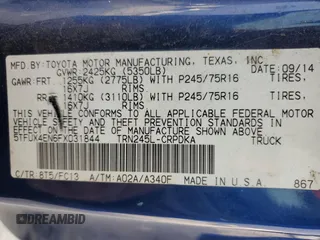 MFD. BY: TOYOTA MOTOR MANUFACTURING, TEXAS, INC.
GVWR: 2425KG (5350LB) 09/14
GAWR: FRT. 1255KG (2775LB) WITH P245/75R16 TIRES,
16X7J RIMS
RR. 1410KG (3110LB) WITH P245/75R16 TIRES,
16X7J RIMS
THIS VEHICLE CONFORMS TO ALL APPLICABLE FEDERAL MOTOR
VEHICLE SAFETY AND THEFT PREVENTION STANDARDS IN EFFECT
ON THE DATE OF MANUFACTURE SHOWN ABOVE.
5TFUX4EN6FX031844 TRUCK
TRN245L-CRPDKA
C/TR: 8T5/FC13 A/TM: A02A/A340F MADE IN U.S.A. 867